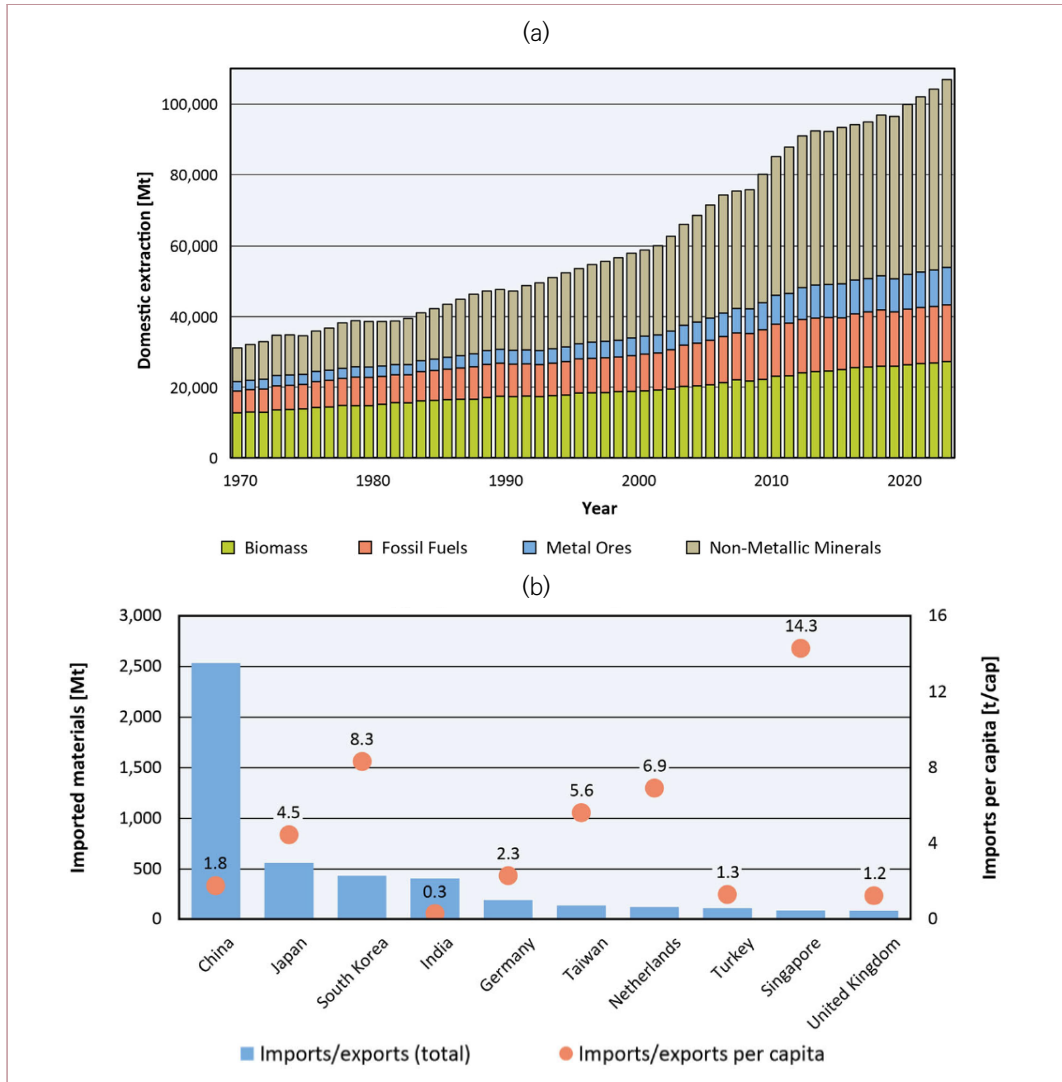 (a)
Domestic extraction [Mt]
100,000
80,000
60,000
40,000
20,000
0
1970 1980 1990 2000 2010 2020
Year
Biomass Fossil Fuels Metal Ores Non-Metallic Minerals
(b)
Imported materials [Mt]
3,000
2,500
2,000
1,500
1,000
500
0
1.8 4.5 8.3 0.3 2.3 5.6 6.9 1.3 14.3 1.2
16
12
8
4
0
Imports per capita [t/cap]
China Japan South Korea India Germany Taiwan Netherlands Turkey Singapore United Kingdom
Imports/exports (total) Imports/exports per capita